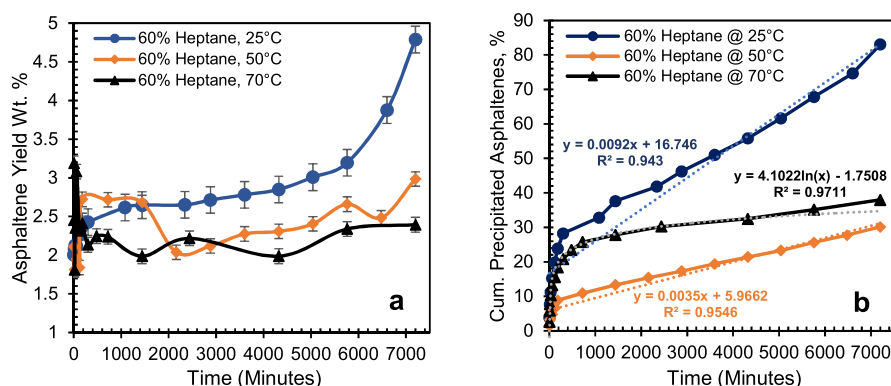 Asphaltene Yield Wt. %
5
4.5
4
3.5
3
2.5
2
1.5
1
60% Heptane, 25°C
60% Heptane, 50°C
60% Heptane, 70°C
a
0 1000 2000 3000 4000 5000 6000 7000
Time (Minutes)
Cum. Precipitated Asphaltenes, %
90
80
70
60
50
40
30
20
10
0
60% Heptane @ 25°C
60% Heptane @ 50°C
60% Heptane @ 70°C
y = 0.0092x + 16.746
R² = 0.943
y = 4.1022ln(x) - 1.7508
R² = 0.9711
y = 0.0035x + 5.9662
R² = 0.9546
b
0 1000 2000 3000 4000 5000 6000 7000
Time (Minutes)